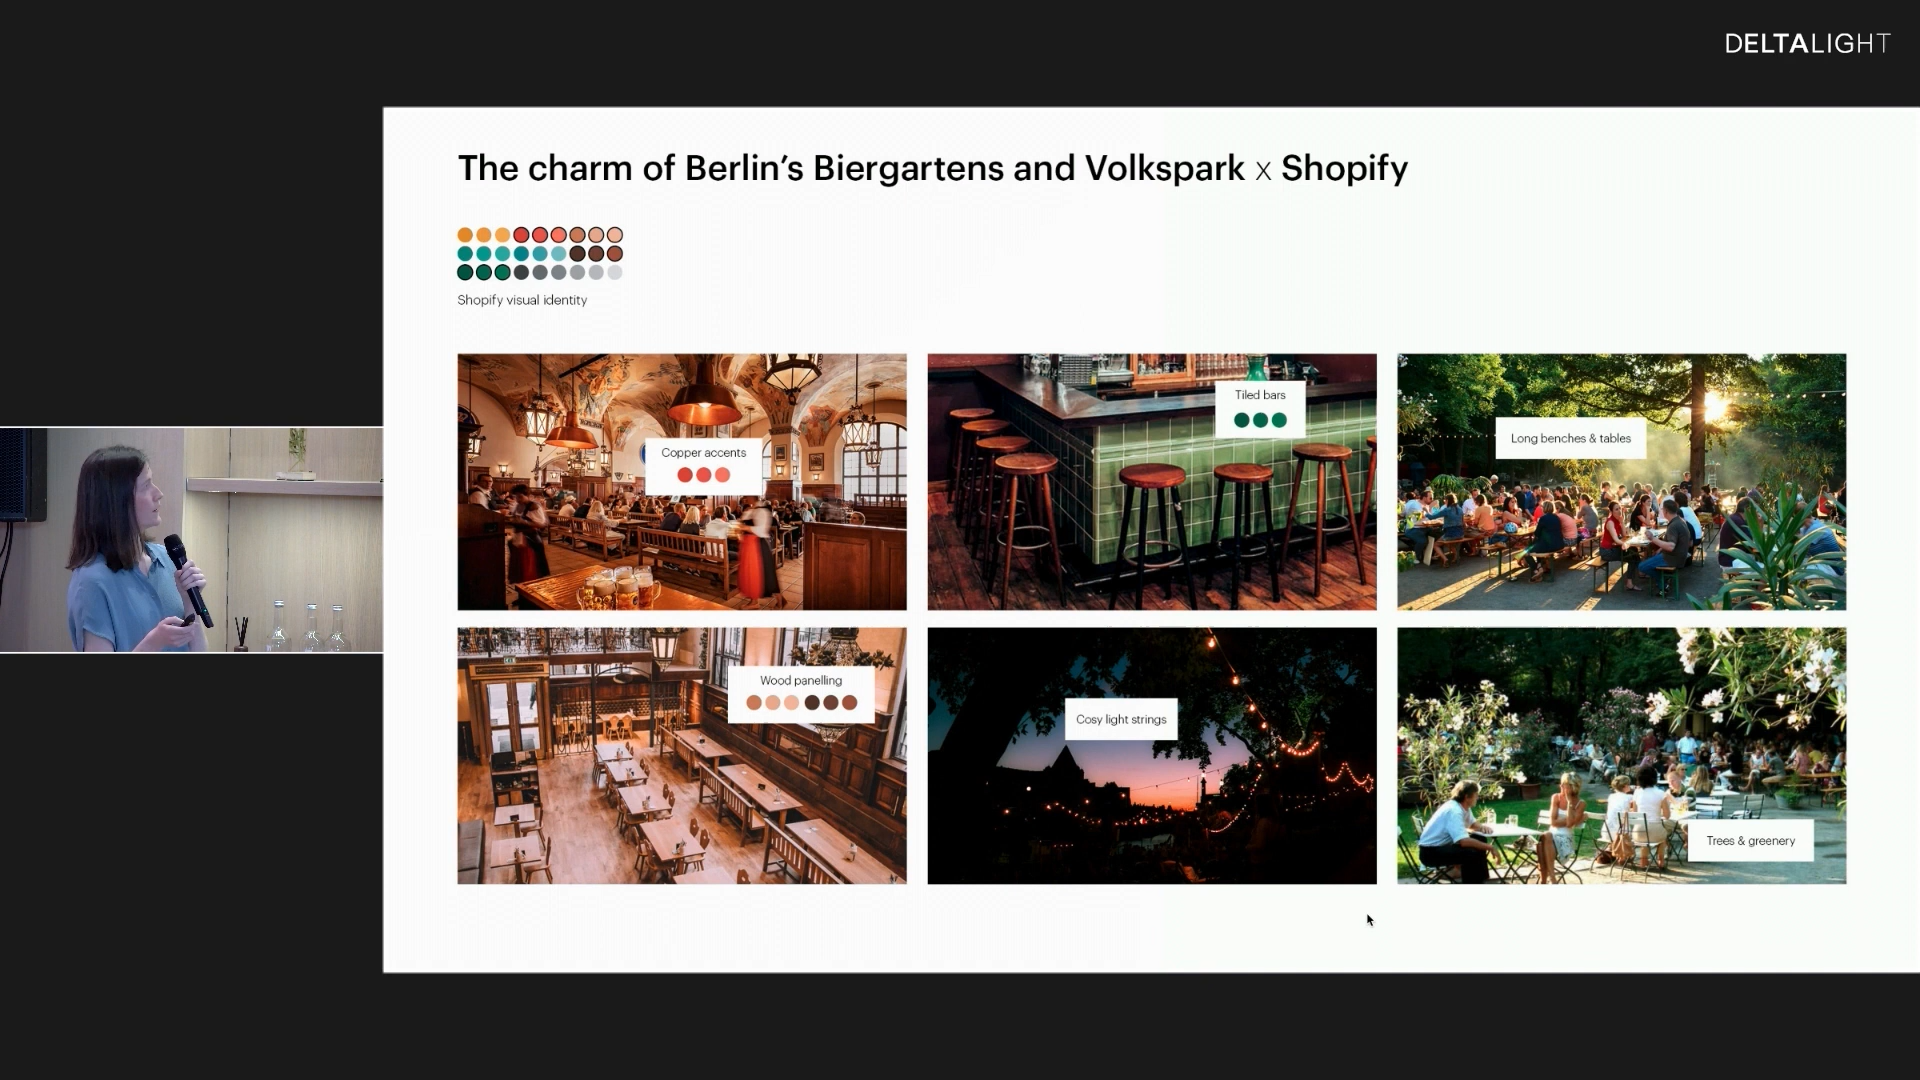 DELTALIGHT
The charm of Berlin’s Biergartens and Volkspark x Shopify
Shopify visual identity
Copper accents
Tiled bars
Long benches & tables
Wood panelling
Cosy light strings
Trees & greenery